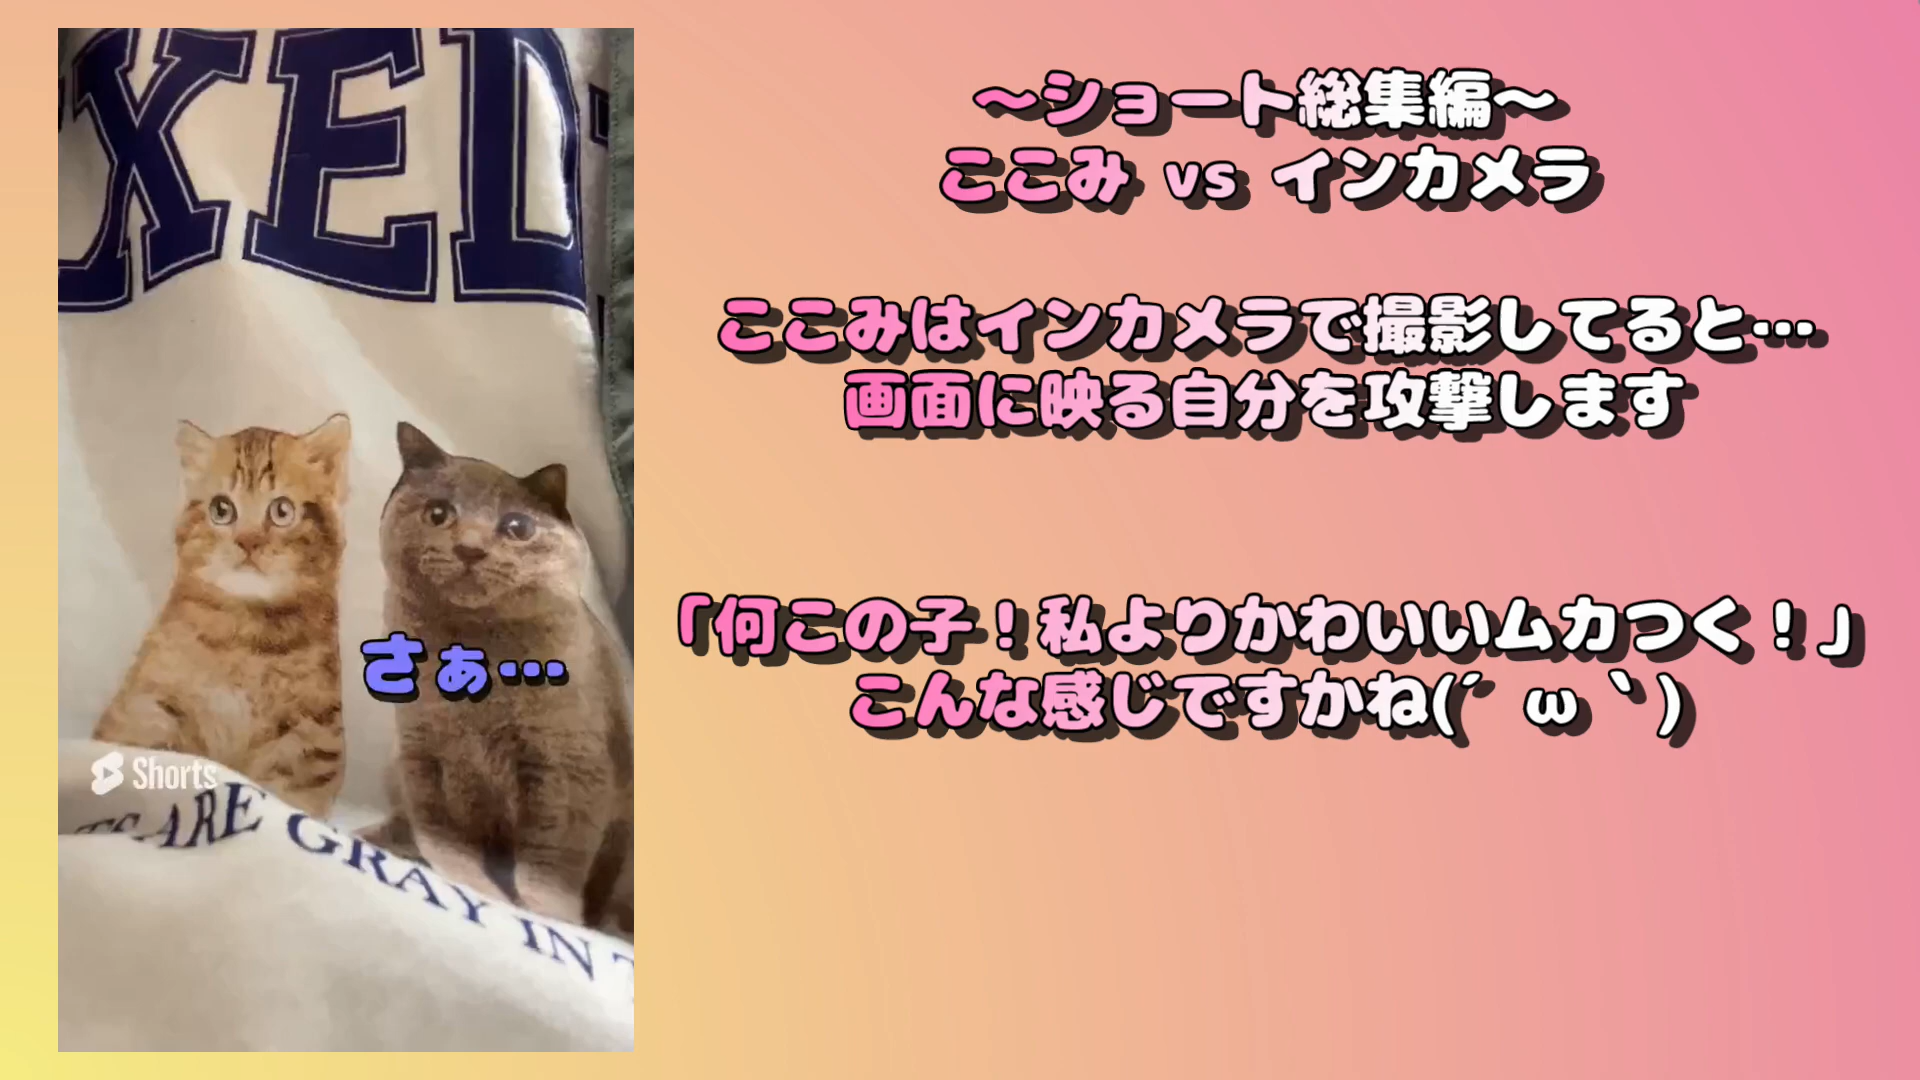 XED
さぁ…
Shorts
ARE GRAY IN
～ショート総集編～
ここみ vs インカメラ
ここみはインカメラで撮影してると…
画面に映る自分を攻撃します
「何この子！私よりかわいいムカつく！」
こんな感じですかね(´ω｀)